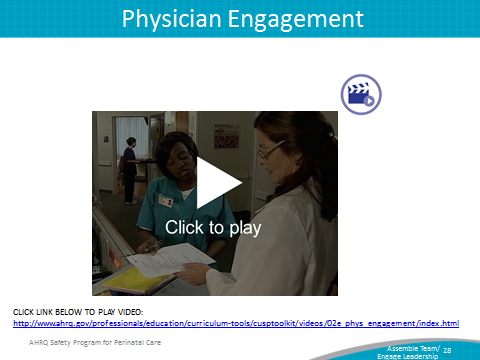 Physician Engagement
Click to play
CLICK LINK BELOW TO PLAY VIDEO:
http://www.ahrq.gov/professionals/education/curriculum-tools/cusptoolkit/videos/02e_phys_engagement/index.html
AHRQ Safety Program for Perinatal Care
Assemble Team/
Engage Leadership
28